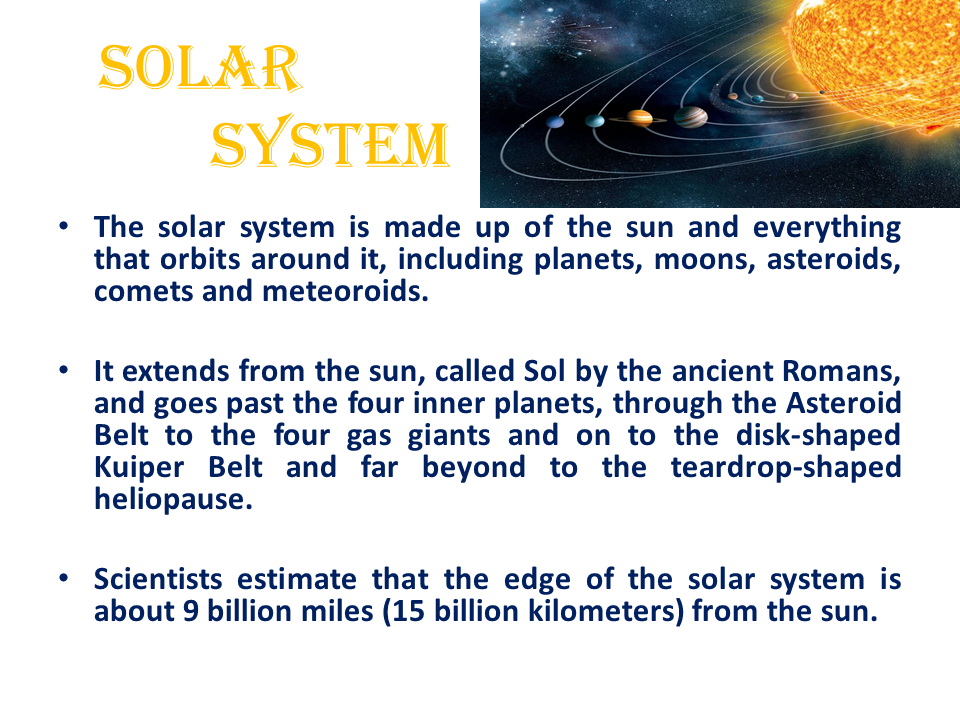 SOLAR
SYSTEM
• The solar system is made up of the sun and everything
that orbits around it, including planets, moons, asteroids,
comets and meteoroids.
• It extends from the sun, called Sol by the ancient Romans,
and goes past the four inner planets, through the Asteroid
Belt to the four gas giants and on to the disk-shaped
Kuiper Belt and far beyond to the teardrop-shaped
heliopause.
• Scientists estimate that the edge of the solar system is
about 9 billion miles (15 billion kilometers) from the sun.